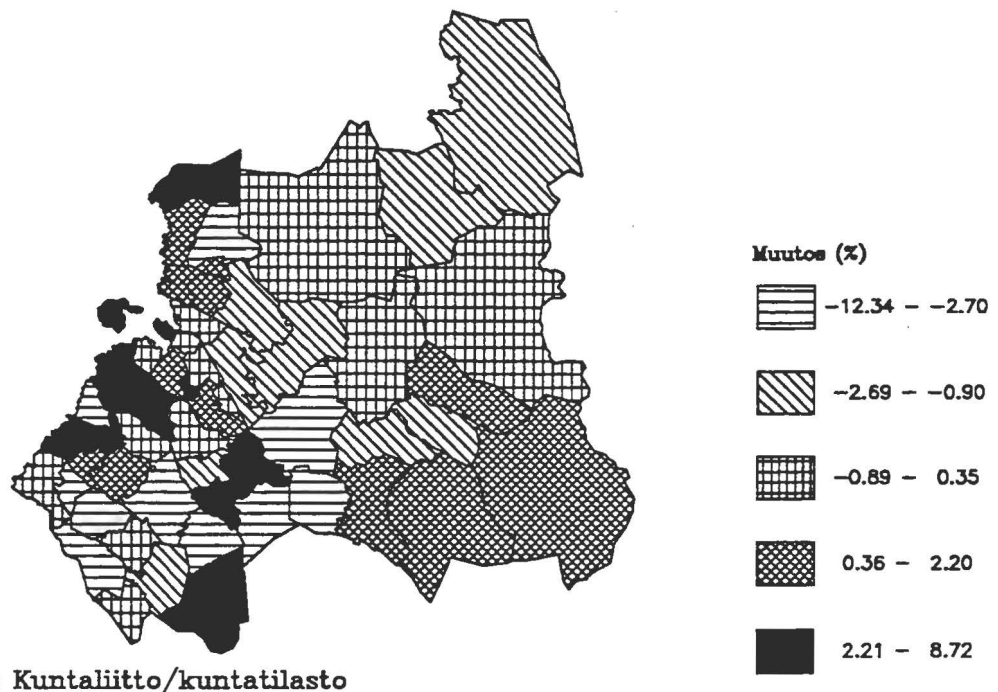 Muutos (%)
-12.34 - -2.70
-2.69 - -0.90
-0.89 - 0.35
0.36 - 2.20
2.21 - 8.72
Kuntaliitto/kuntatilasto